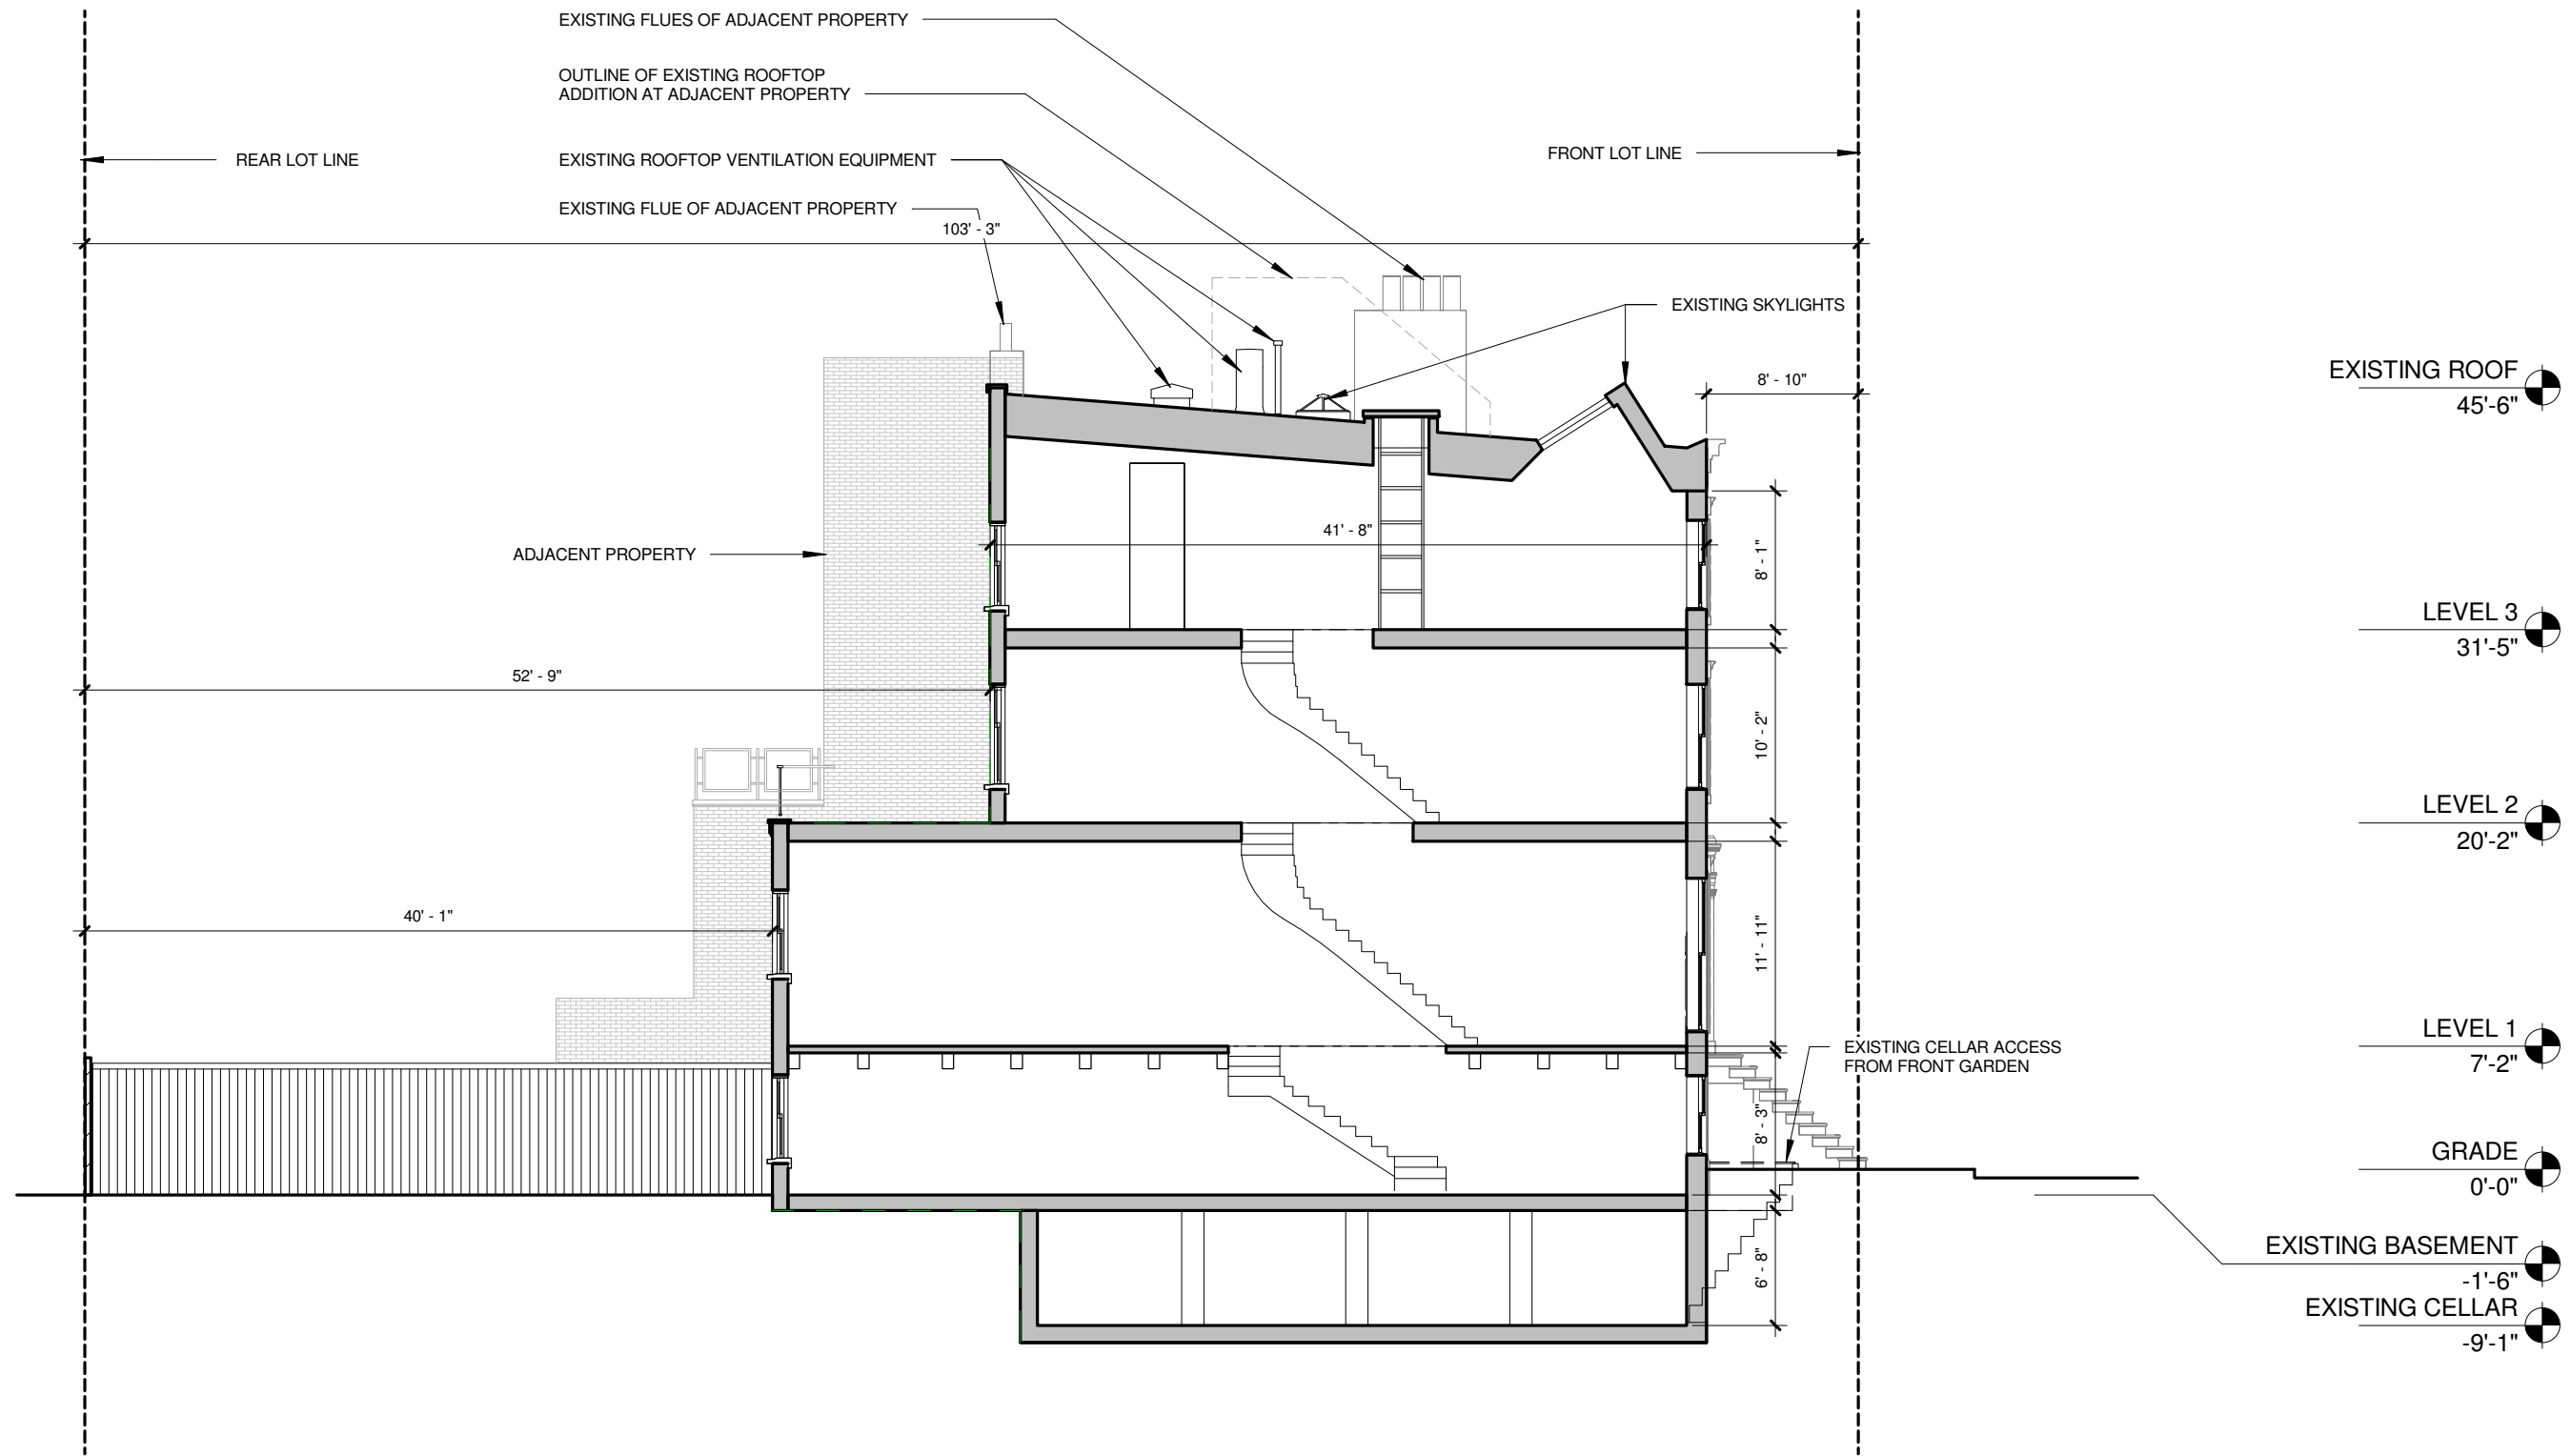 EXISTING FLUES OF ADJACENT PROPERTY
OUTLINE OF EXISTING ROOFTOP
ADDITION AT ADJACENT PROPERTY
REAR LOT LINE
EXISTING ROOFTOP VENTILATION EQUIPMENT
FRONT LOT LINE
EXISTING FLUE OF ADJACENT PROPERTY
103' - 3"
EXISTING SKYLIGHTS
8' - 10"
EXISTING ROOF
45'-6"
41' - 8"
ADJACENT PROPERTY
8' - 1"
LEVEL 3
31'-5"
52' - 9"
10' - 2"
LEVEL 2
20'-2"
40' - 1"
11' - 11"
LEVEL 1
7'-2"
EXISTING CELLAR ACCESS
FROM FRONT GARDEN
8' - 3"
GRADE
0'-0"
6' - 8"
EXISTING BASEMENT
-1'-6"
EXISTING CELLAR
-9'-1"